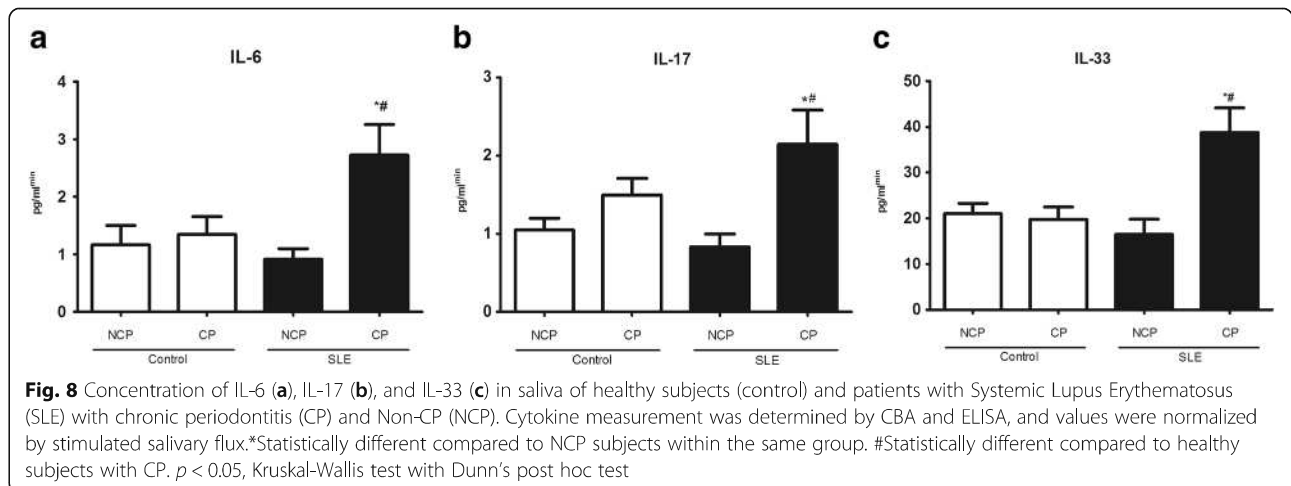 a
IL-6
pg/ml^min
4
3
2
1
0
*#
NCP
CP
NCP
CP
Control
SLE
b
IL-17
pg/ml^min
3
2
1
0
*#
NCP
CP
NCP
CP
Control
SLE
c
IL-33
pg/ml^min
50
40
30
20
10
0
*#
NCP
CP
NCP
CP
Control
SLE
Fig. 8 Concentration of IL-6 (a), IL-17 (b), and IL-33 (c) in saliva of healthy subjects (control) and patients with Systemic Lupus Erythematosus
(SLE) with chronic periodontitis (CP) and Non-CP (NCP). Cytokine measurement was determined by CBA and ELISA, and values were normalized
by stimulated salivary flux.*Statistically different compared to NCP subjects within the same group. #Statistically different compared to healthy
subjects with CP. p < 0.05, Kruskal-Wallis test with Dunn’s post hoc test